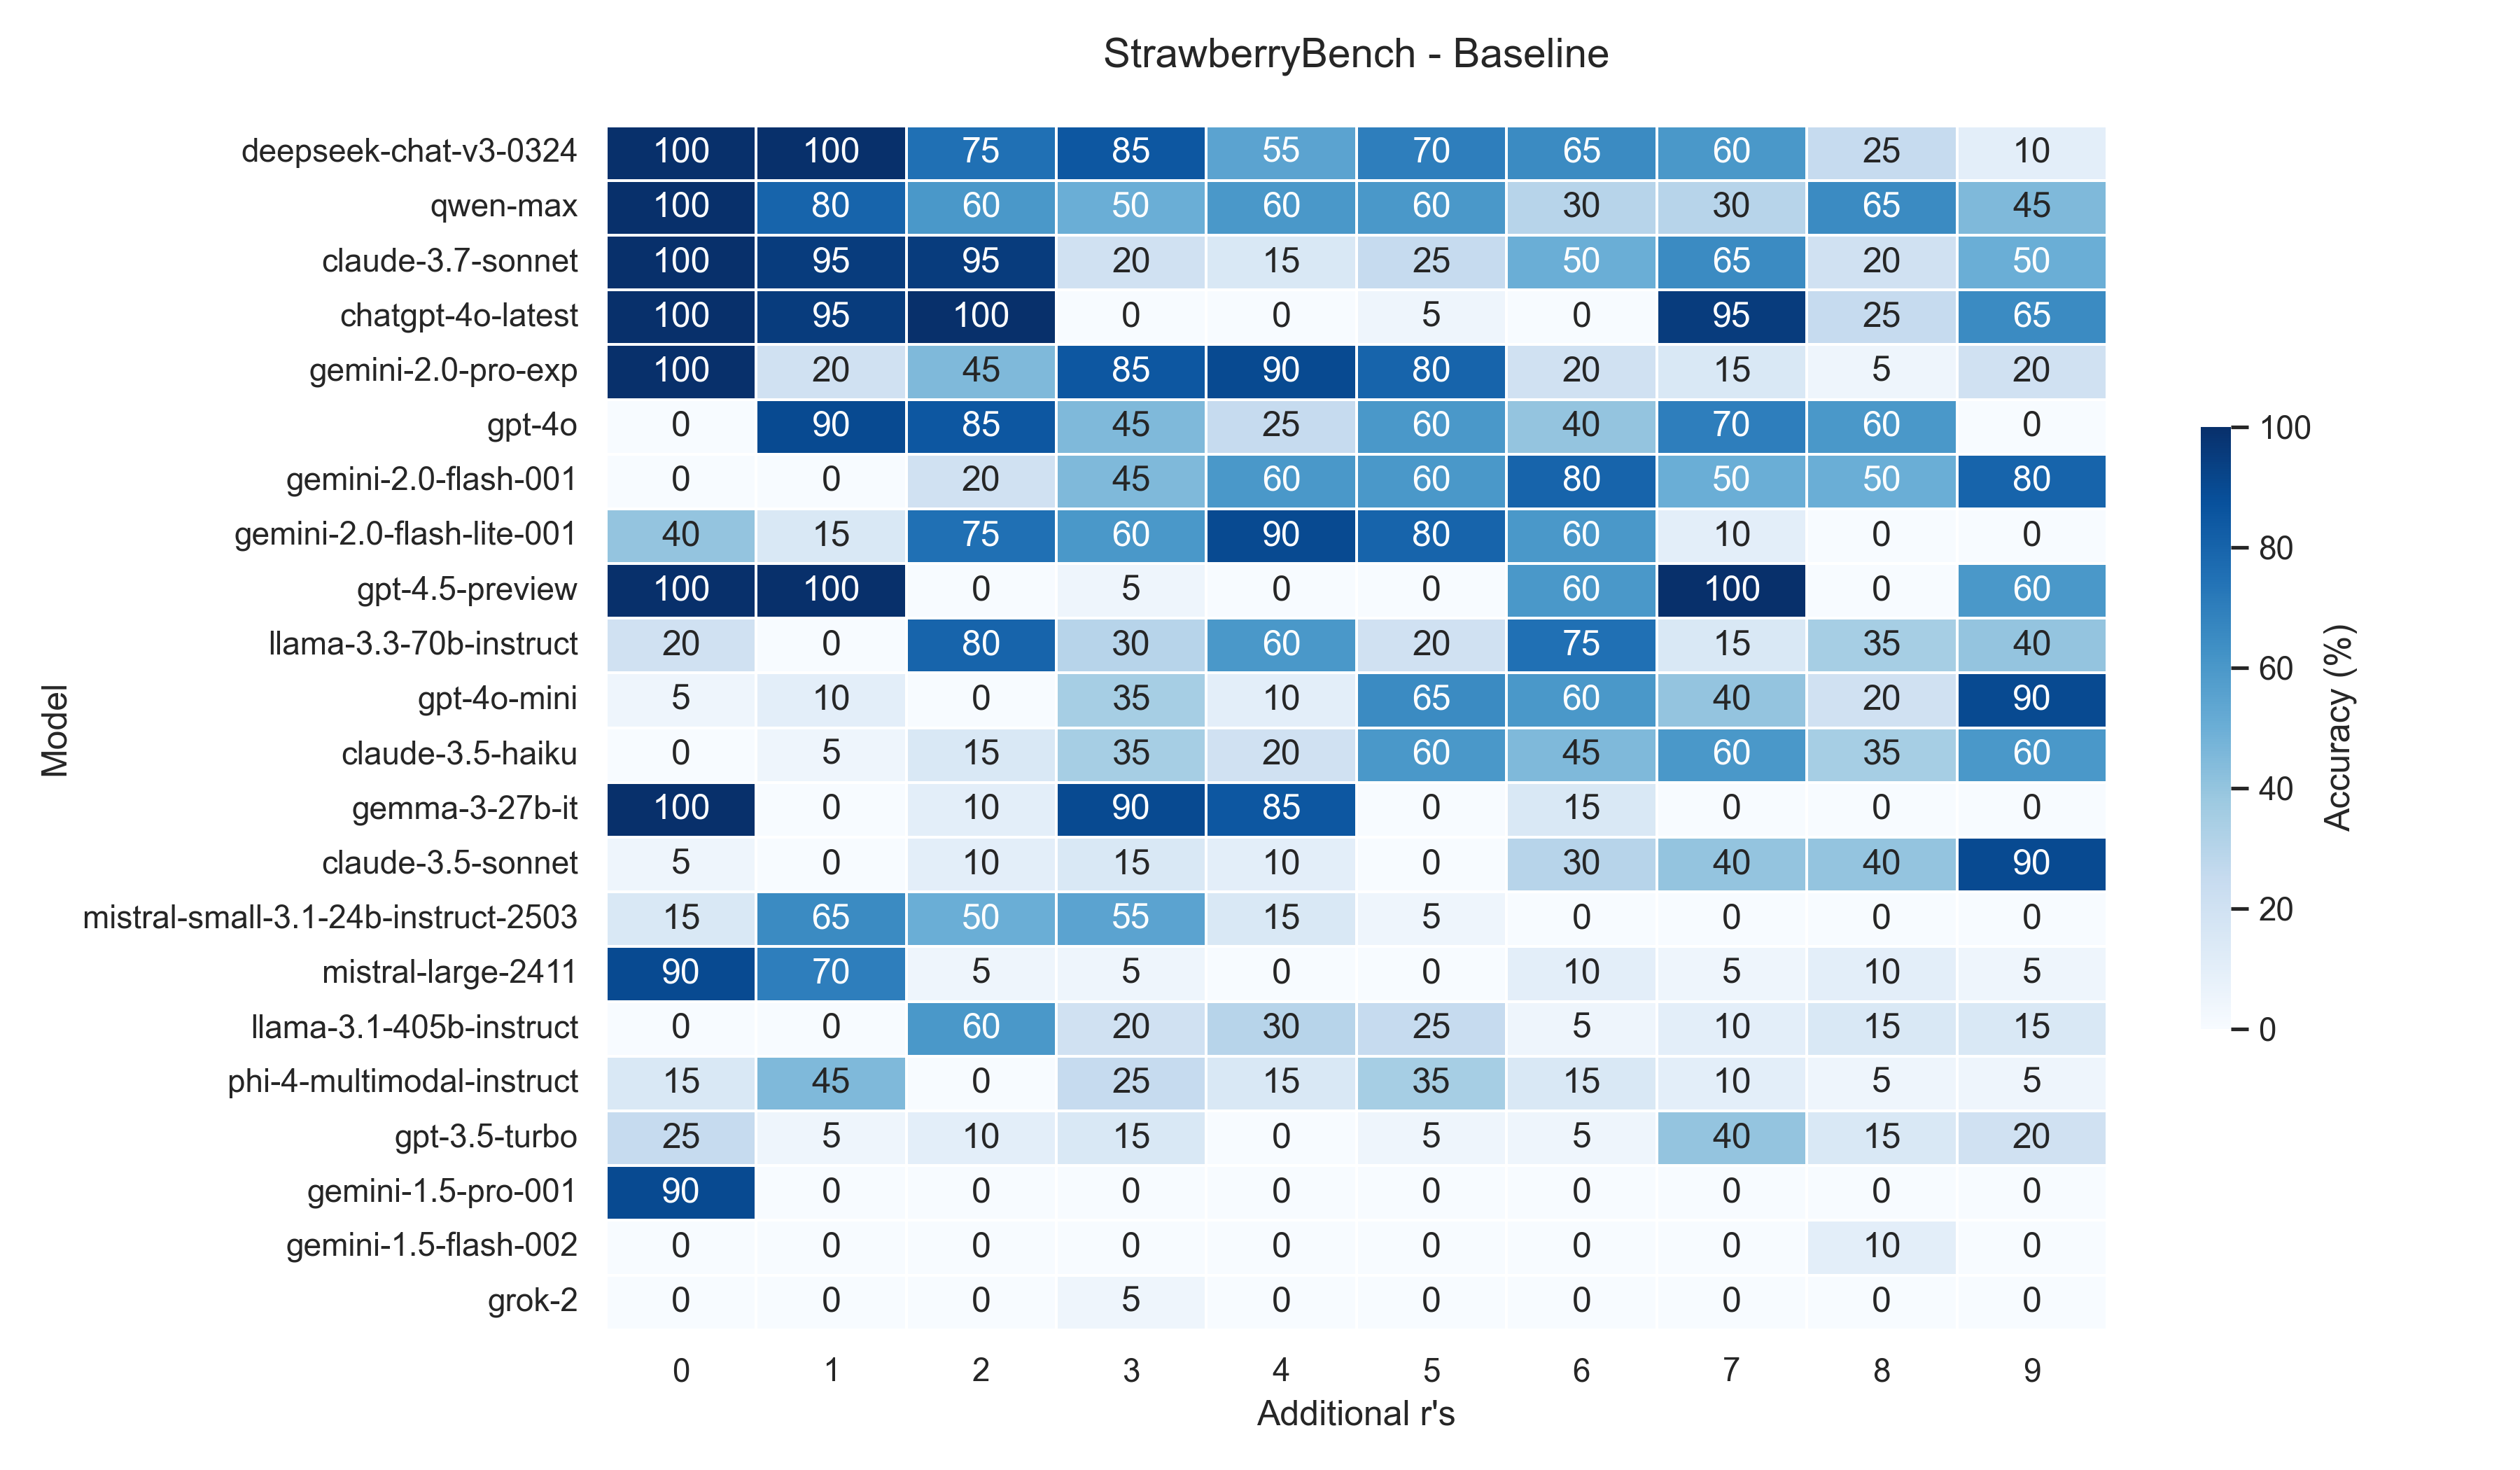 StrawberryBench - Baseline
deepseek-chat-v3-0324 100 100 75 85 55 70 65 60 25 10
qwen-max 100 80 60 50 60 60 30 30 65 45
claude-3.7-sonnet 100 95 95 20 15 25 50 65 20 50
chatgpt-4o-latest 100 95 100 0 0 5 0 95 25 65
gemini-2.0-pro-exp 100 20 45 85 90 80 20 15 5 20
gpt-4o 0 90 85 45 25 60 40 70 60 0
gemini-2.0-flash-001 0 0 20 45 60 60 80 50 50 80
gemini-2.0-flash-lite-001 40 15 75 60 90 80 60 10 0 0
gpt-4.5-preview 100 100 0 5 0 0 60 100 0 60
llama-3.3-70b-instruct 20 0 80 30 60 20 75 15 35 40
gpt-4o-mini 5 10 0 35 10 65 60 40 20 90
claude-3.5-haiku 0 5 15 35 20 60 45 60 35 60
gemma-3-27b-it 100 0 10 90 85 0 15 0 0 0
claude-3.5-sonnet 5 0 10 15 10 0 30 40 40 90
mistral-small-3.1-24b-instruct-2503 15 65 50 55 15 5 0 0 0 0
mistral-large-2411 90 70 5 5 0 0 10 5 10 5
llama-3.1-405b-instruct 0 0 60 20 30 25 5 10 15 15
phi-4-multimodal-instruct 15 45 0 25 15 35 15 10 5 5
gpt-3.5-turbo 25 5 10 15 0 5 5 40 15 20
gemini-1.5-pro-001 90 0 0 0 0 0 0 0 0 0
gemini-1.5-flash-002 0 0 0 0 0 0 0 0 10 0
grok-2 0 0 0 5 0 0 0 0 0 0
0 1 2 3 4 5 6 7 8 9
Additional r's
Model
100
80
60
40
20
0
Accuracy (%)